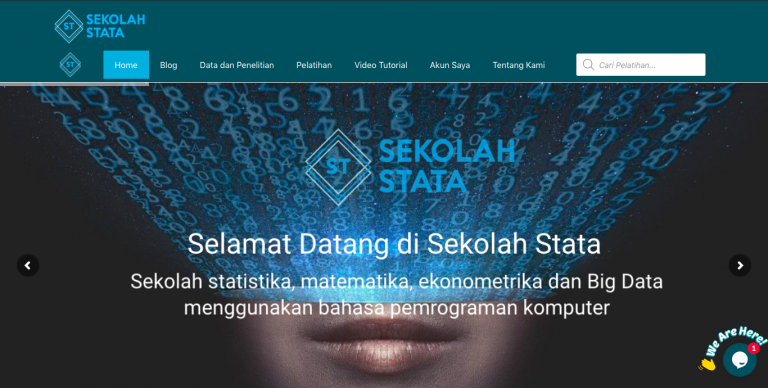 ST
SEKOLAH
STATA
ST
Home
Blog
Data dan Penelitian
Pelatihan
Video Tutorial
Akun Saya
Tentang Kami
Cari Pelatihan...
ST
SEKOLAH
STATA
Selamat Datang di Sekolah Stata
Sekolah statistika, matematika, ekonometrika dan Big Data
menggunakan bahasa pemrograman komputer
We Are Here!
1